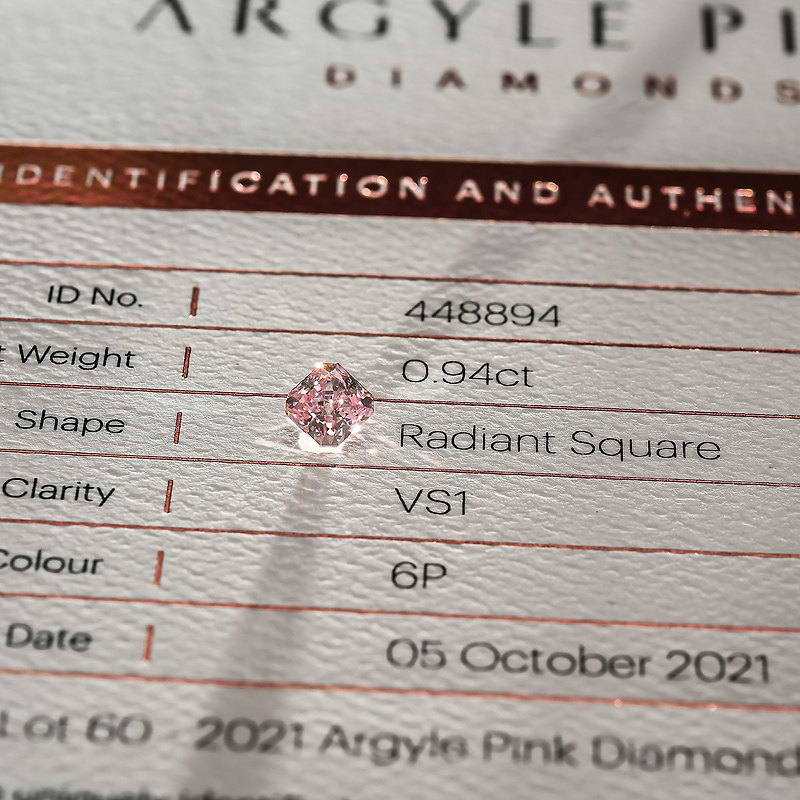 ARGYLE PI
DIAMONDS
IDENTIFICATION AND AUTHEN
ID No. 448894
t Weight 0.94ct
Shape Radiant Square
Clarity VS1
Colour 6P
Date 05 October 2021
Lot 60 2021 Argyle Pink Diamond